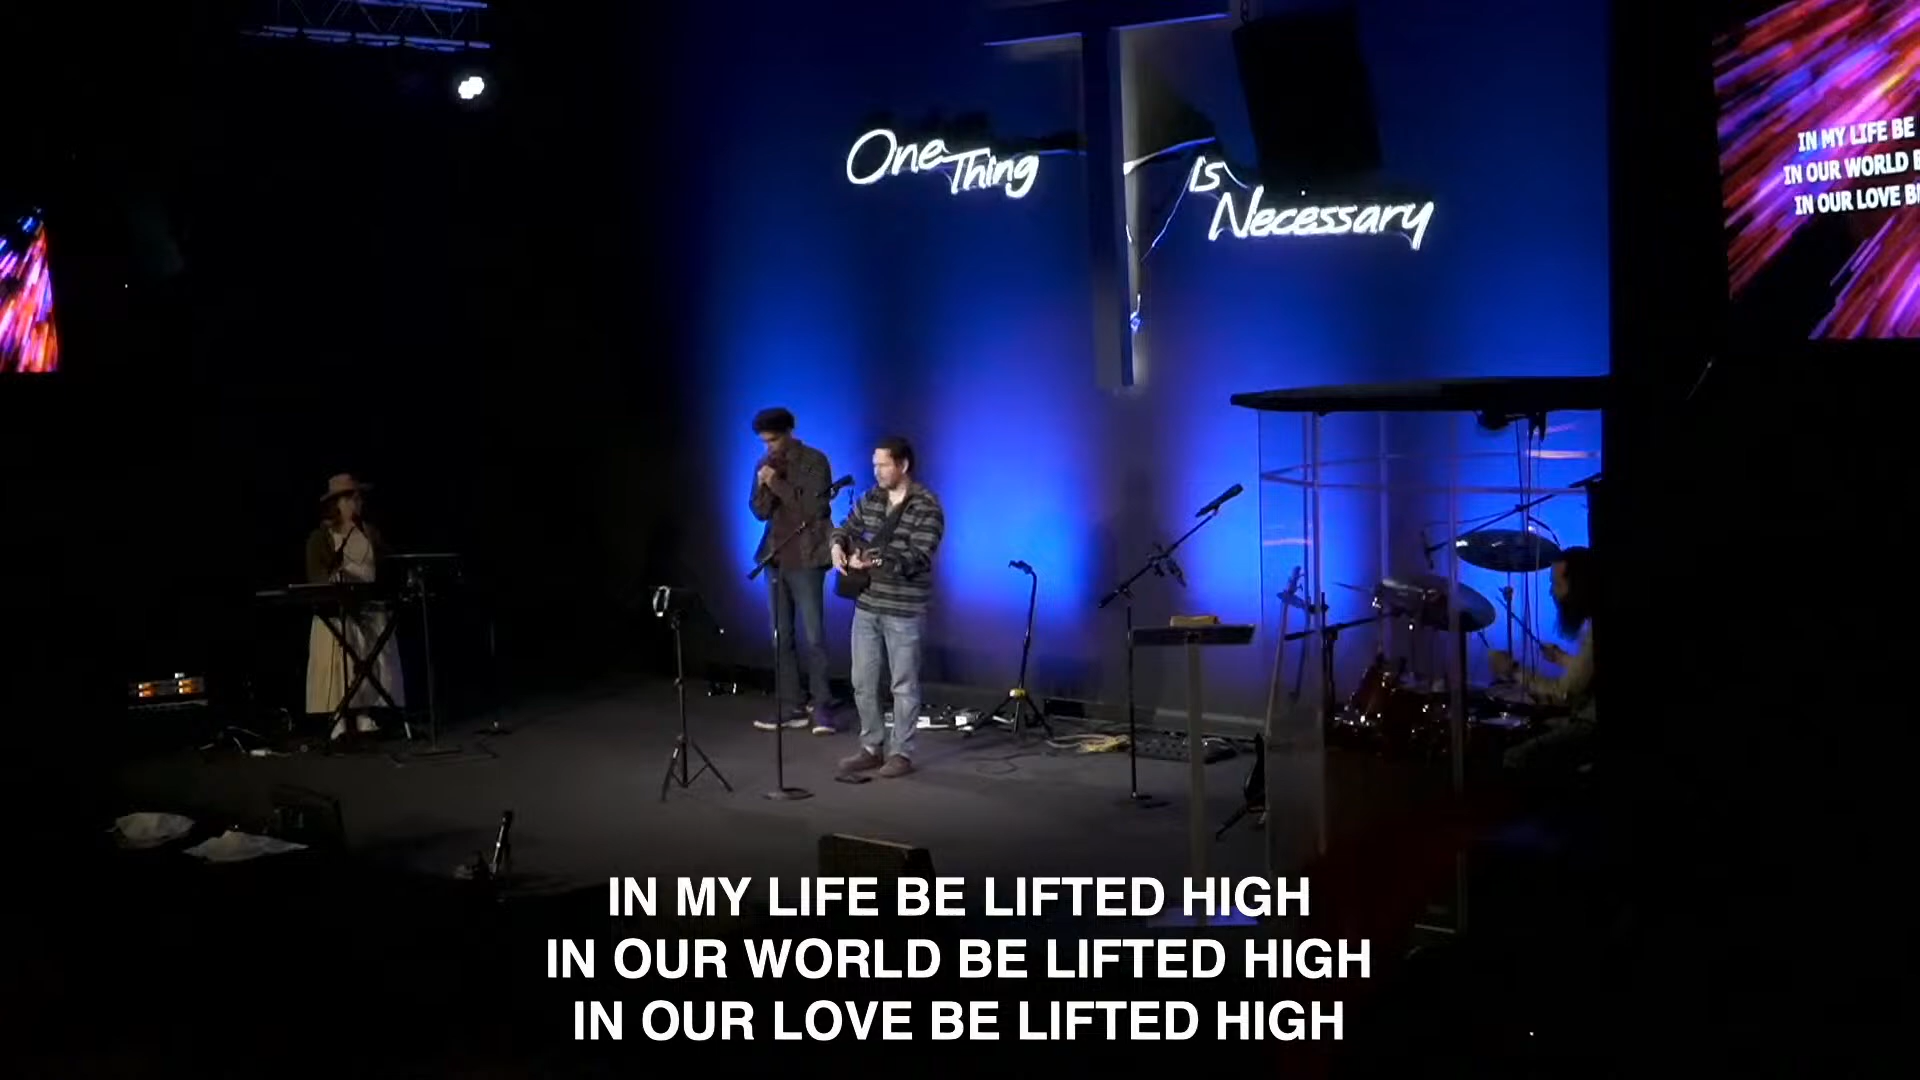 One Thing
is Necessary
IN MY LIFE BE
IN OUR WORLD
IN OUR LOVE
IN MY LIFE BE LIFTED HIGH
IN OUR WORLD BE LIFTED HIGH
IN OUR LOVE BE LIFTED HIGH